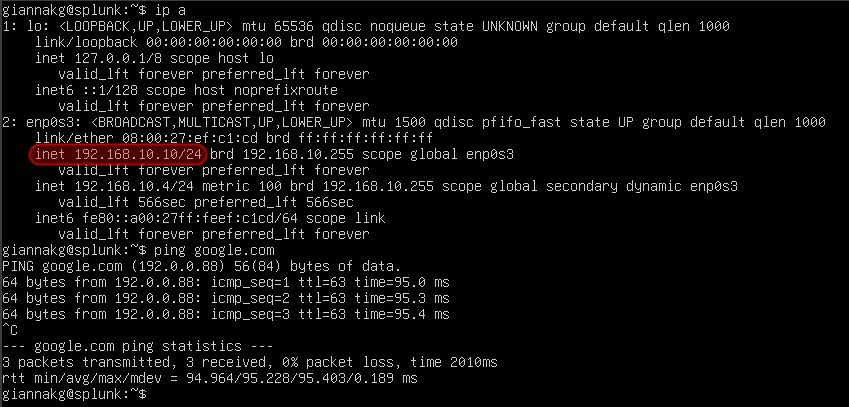 giannakg@splunk:~$ ip a
1: lo: <LOOPBACK,UP,LOWER_UP> mtu 65536 qdisc noqueue state UNKNOWN group default qlen 1000
    link/loopback 00:00:00:00:00:00 brd 00:00:00:00:00:00
    inet 127.0.0.1/8 scope host lo
       valid_lft forever preferred_lft forever
    inet6 ::1/128 scope host noprefixroute
       valid_lft forever preferred_lft forever
2: enp0s3: <BROADCAST,MULTICAST,UP,LOWER_UP> mtu 1500 qdisc pfifo_fast state UP group default qlen 1000
    link/ether 08:00:27:ef:c1:cd brd ff:ff:ff:ff:ff:ff
    inet 192.168.10.10/24 brd 192.168.10.255 scope global enp0s3
       valid_lft forever preferred_lft forever
    inet 192.168.10.4/24 metric 100 brd 192.168.10.255 scope global secondary dynamic enp0s3
       valid_lft 566sec preferred_lft 566sec
    inet6 fe80::a00:27ff:feef:c1cd/64 scope link
       valid_lft forever preferred_lft forever
giannakg@splunk:~$ ping google.com
PING google.com (192.0.0.88) 56(84) bytes of data.
64 bytes from 192.0.0.88: icmp_seq=1 ttl=63 time=95.0 ms
64 bytes from 192.0.0.88: icmp_seq=2 ttl=63 time=95.3 ms
64 bytes from 192.0.0.88: icmp_seq=3 ttl=63 time=95.4 ms
^C
--- google.com ping statistics ---
3 packets transmitted, 3 received, 0% packet loss, time 2010ms
rtt min/avg/max/mdev = 94.964/95.228/95.403/0.189 ms
giannakg@splunk:~$